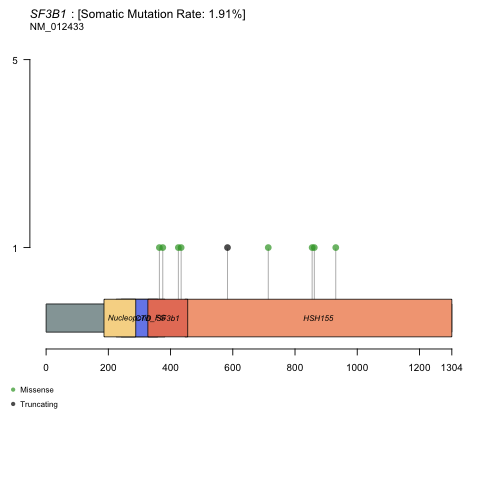 SF3B1 : [Somatic Mutation Rate: 1.91%]
NM_012433
5
1
SF3b1
HSH155
0 200 400 600 800 1000 1200 1304
Missense
Truncating